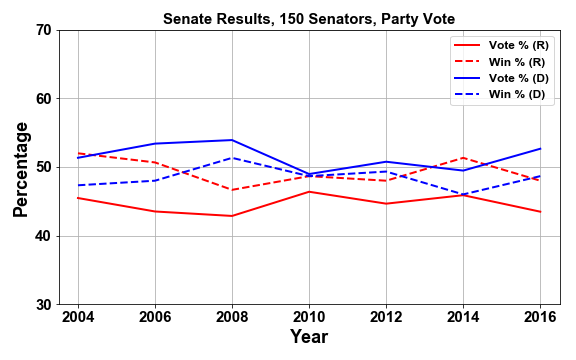 Senate Results, 150 Senators, Party Vote
70
60
50
40
30
Percentage
Vote % (R)
Win % (R)
Vote % (D)
Win % (D)
2004 2006 2008 2010 2012 2014 2016
Year